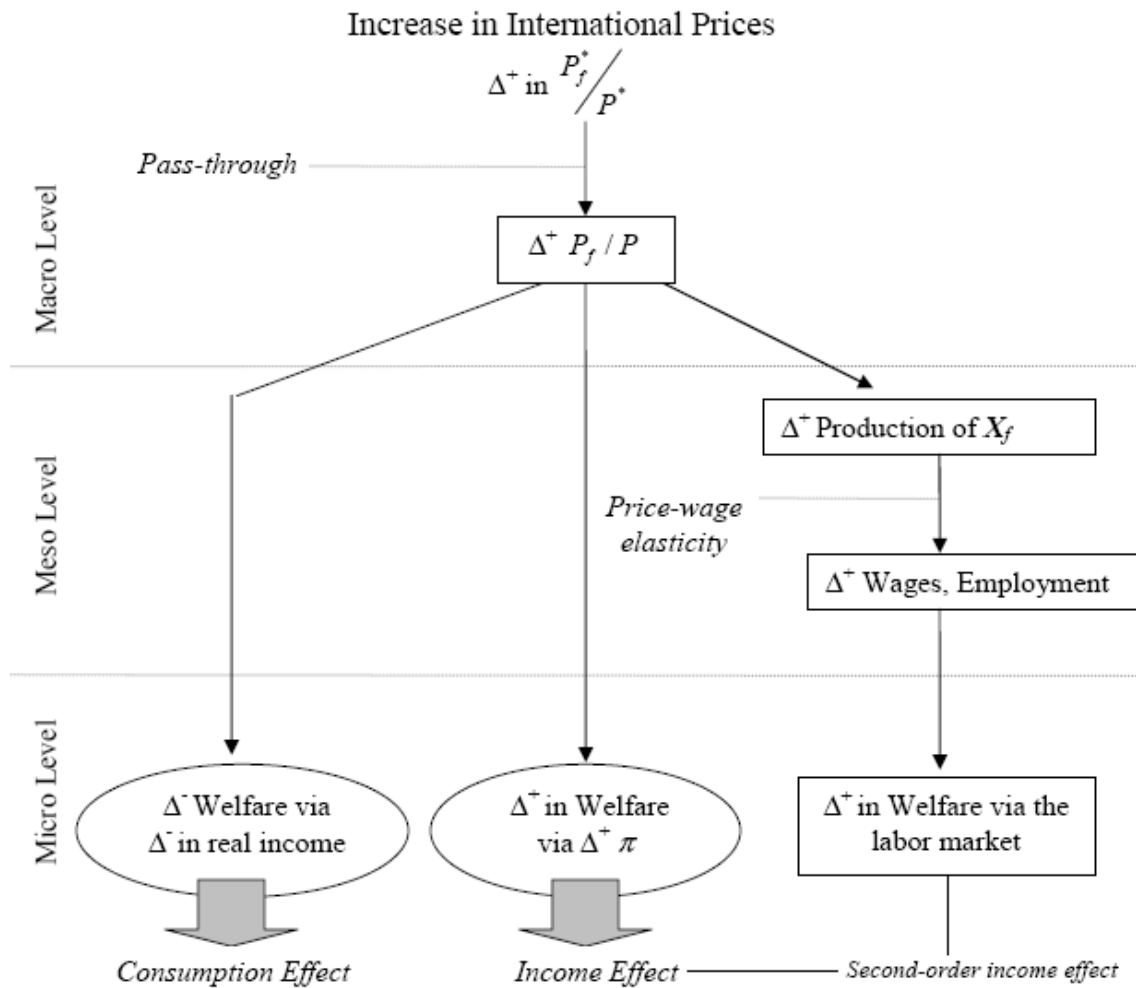 Increase in International Prices
Δ⁺ in P*f / P*
Pass-through
Macro Level
Δ⁺ Pf / P
Δ⁺ Production of Xf
Meso Level
Price-wage
elasticity
Δ⁺ Wages, Employment
Micro Level
Δ⁻ Welfare via
Δ⁻ in real income
Δ⁺ in Welfare
via Δ⁺ π
Δ⁺ in Welfare via the
labor market
Consumption Effect
Income Effect
Second-order income effect